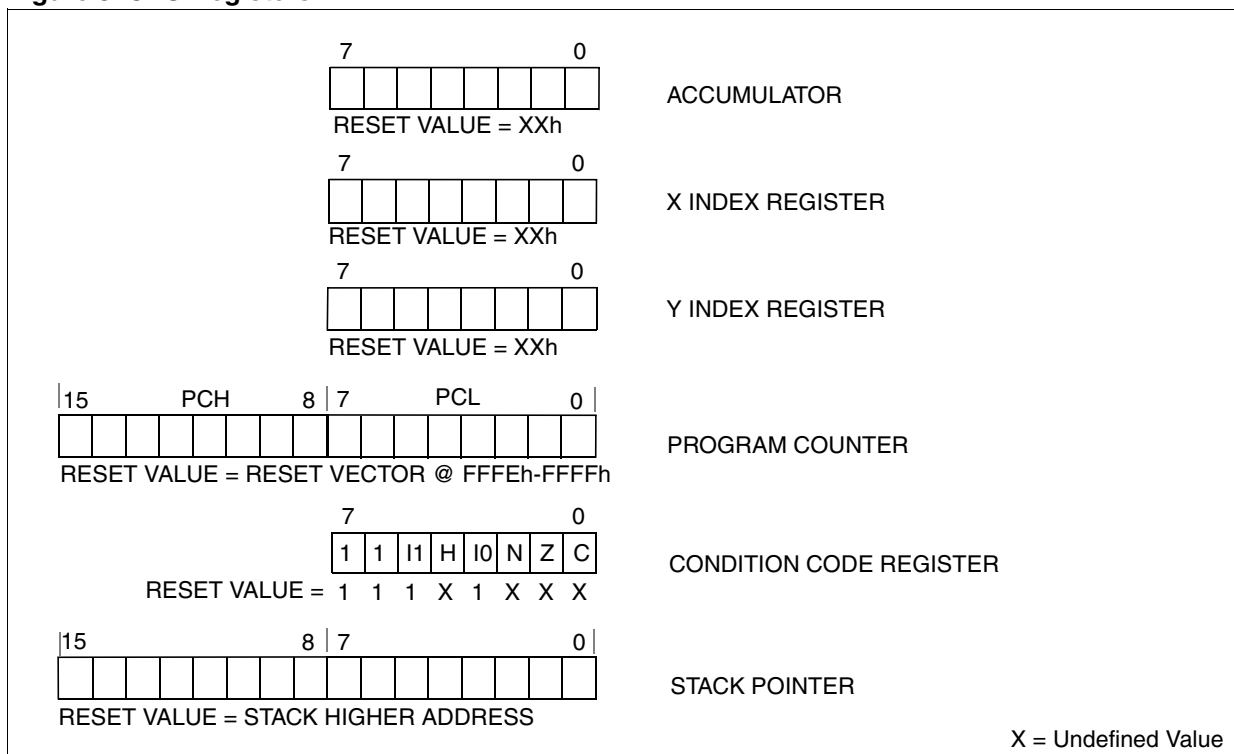 7 0
ACCUMULATOR
RESET VALUE = XXh
7 0
X INDEX REGISTER
RESET VALUE = XXh
7 0
Y INDEX REGISTER
RESET VALUE = XXh
15 PCH 8 7 PCL 0
PROGRAM COUNTER
RESET VALUE = RESET VECTOR @ FFFEh-FFFFh
7 0
1 1 I1 H I0 N Z C
CONDITION CODE REGISTER
RESET VALUE = 1 1 1 X 1 X X X
15 8 7 0
STACK POINTER
RESET VALUE = STACK HIGHER ADDRESS
X = Undefined Value